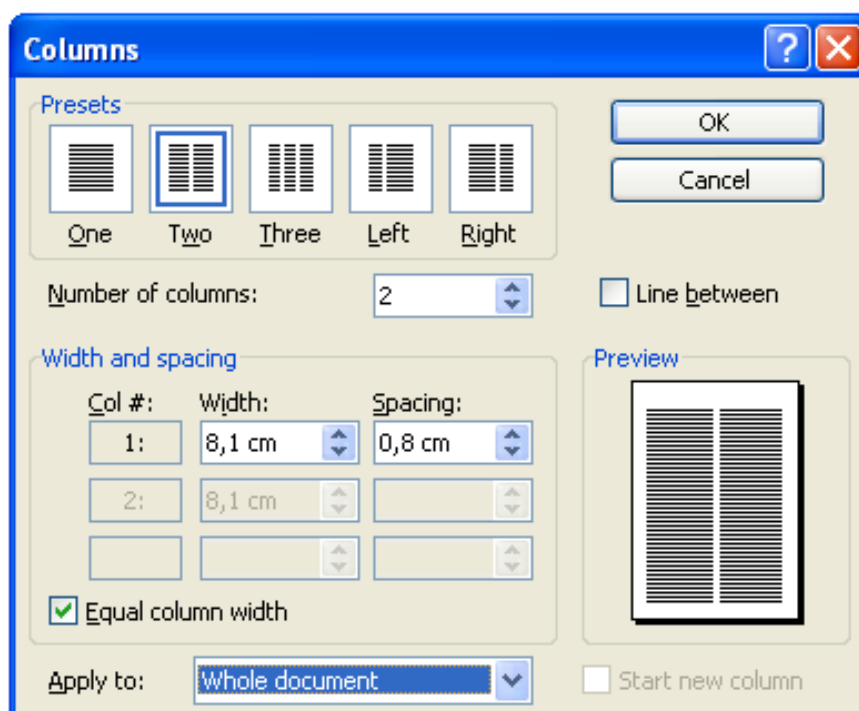 Columns
Presets
One Two Three Left Right
OK
Cancel
Number of columns: 2
Line between
Width and spacing
Col #: Width: Spacing:
1: 8,1 cm 0,8 cm
2: 8,1 cm
Equal column width
Preview
Apply to: Whole document
Start new column